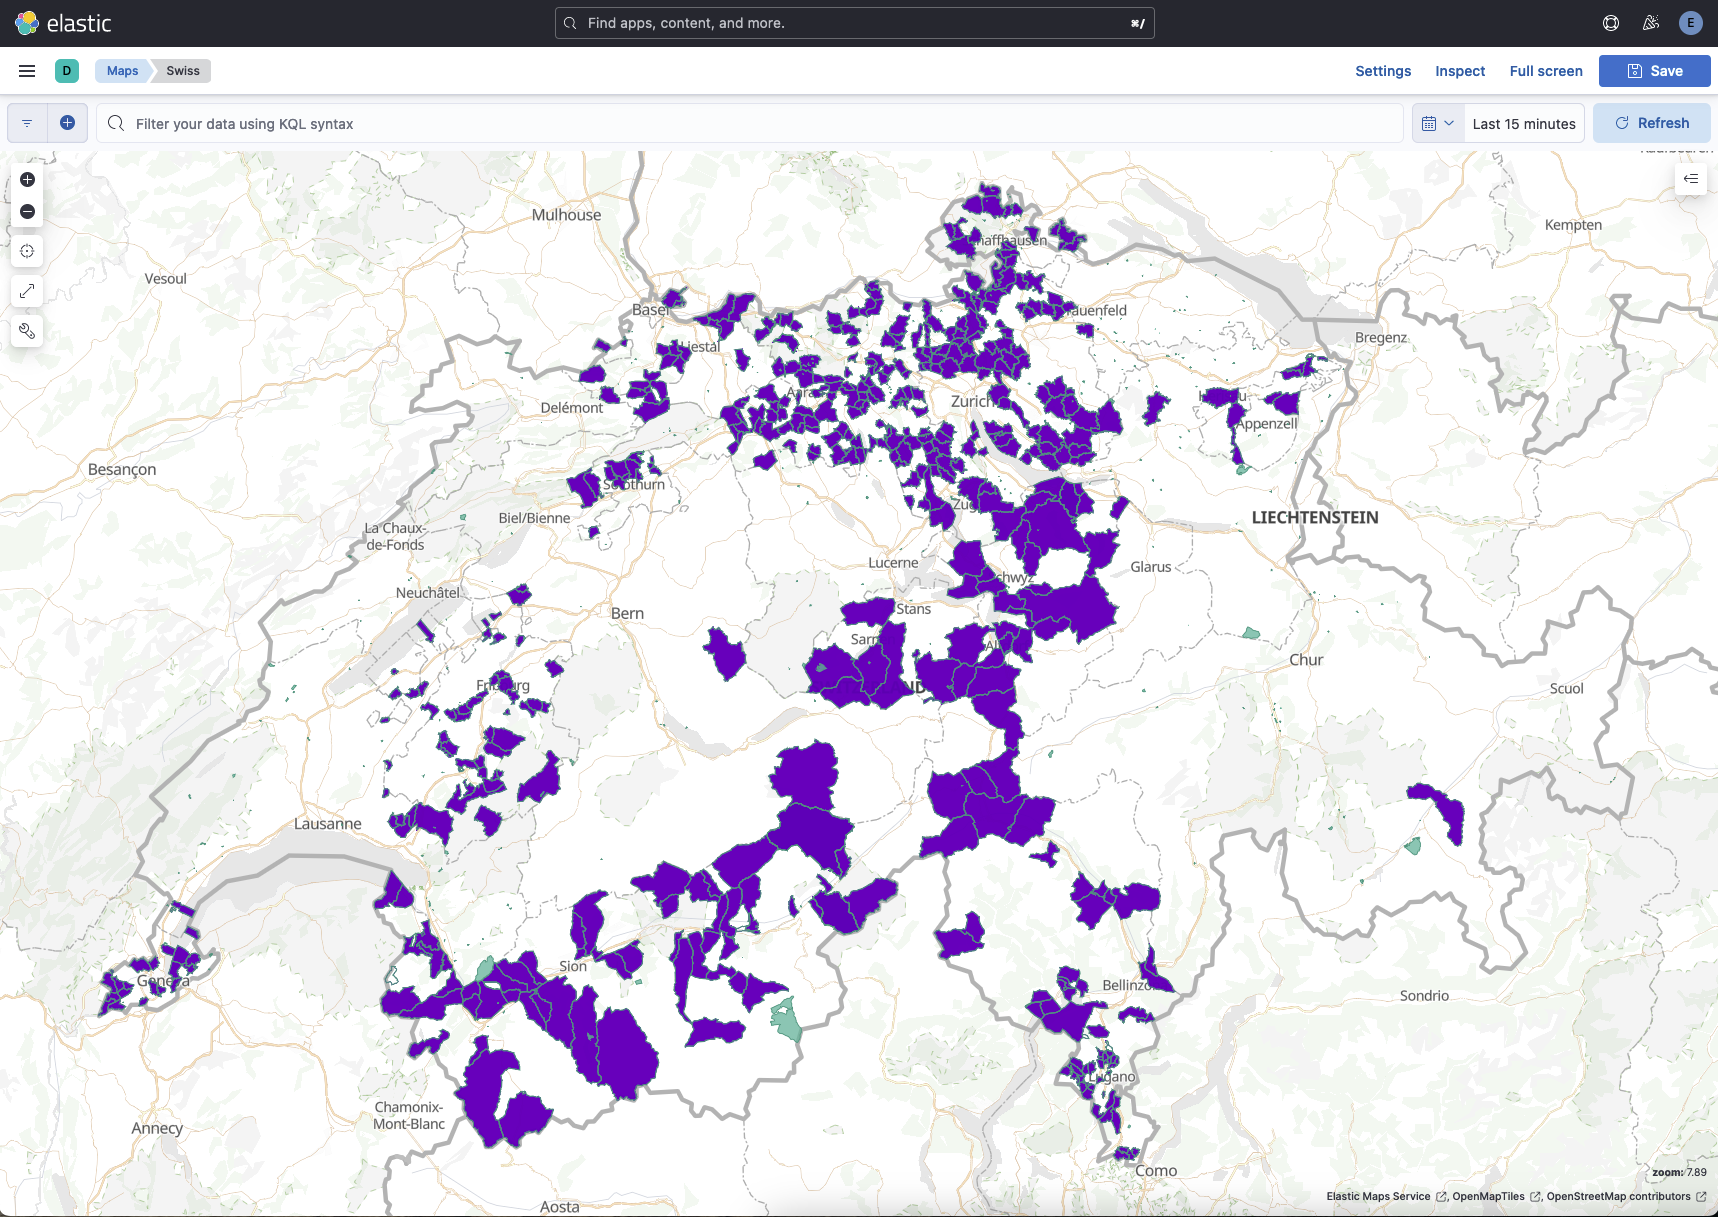 elastic
Find apps, content, and more.
⌘/
E
D
Maps
Swiss
Settings
Inspect
Full screen
Save
Filter your data using KQL syntax
Last 15 minutes
Refresh
Mulhouse
Kempten
Vesoul
Basel
Bregenz
Liestal
Delémont
Zurich
Appenzell
Besançon
Solothurn
LIECHTENSTEIN
Biel/Bienne
Zug
La Chaux-
de-Fonds
Lucerne
Glarus
Neuchâtel
Stans
Bern
Chur
Fribourg
Scuol
Lausanne
Sion
Geneva
Bellinzo
Sondrio
Lugano
Chamonix-
Mont-Blanc
Annecy
Como
Aosta
zoom: 7.89
Elastic Maps Service , OpenMapTiles , OpenStreetMap contributors